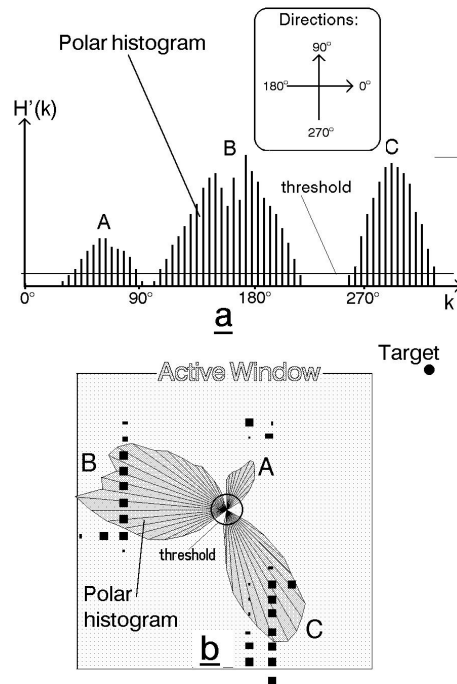 Directions:
90°
180° 0°
270°
Polar histogram
H'(k)
B
C
A
threshold
0° 90° 180° 270° k
a
Target
Active Window
B
A
threshold
Polar
histogram
C
b